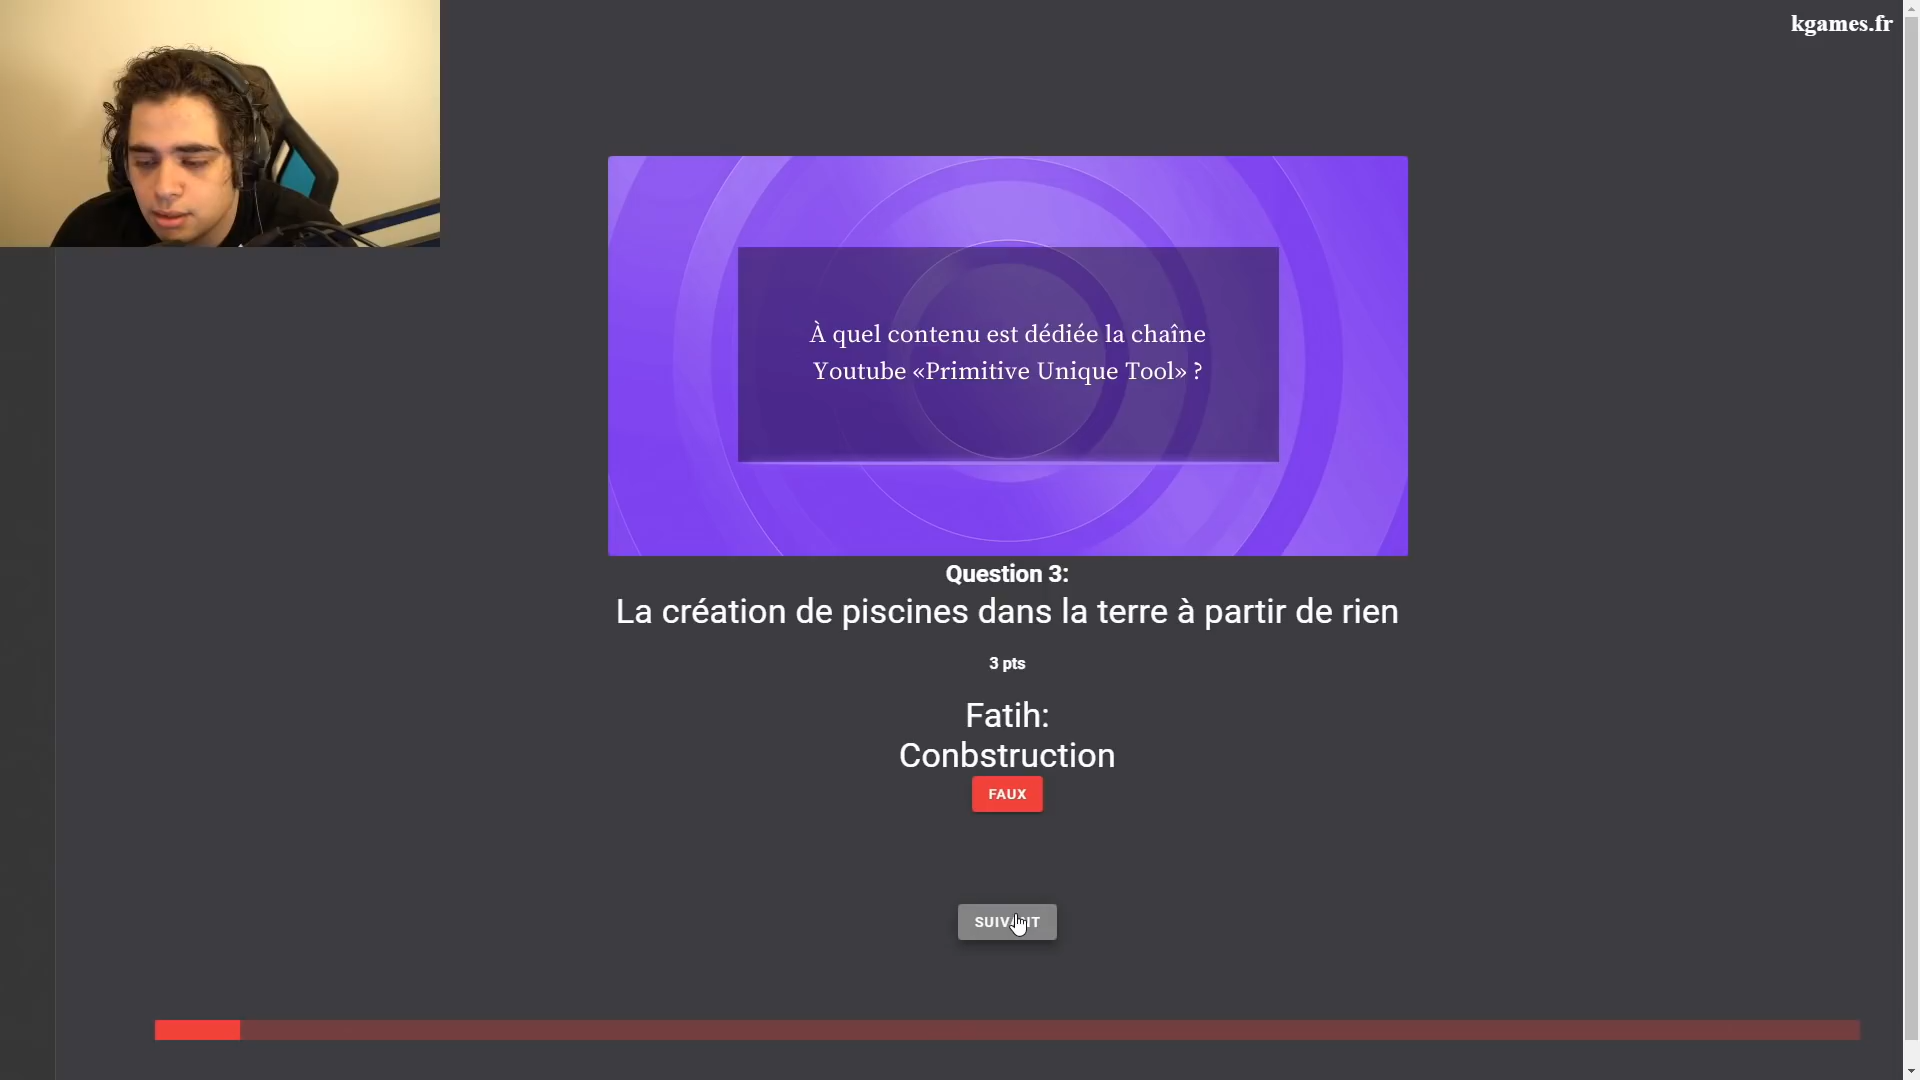 kgames.fr
À quel contenu est dédiée la chaîne
Youtube «Primitive Unique Tool» ?
Question 3:
La création de piscines dans la terre à partir de rien
3 pts
Fatih:
Conbstruction
FAUX
SUIVANT